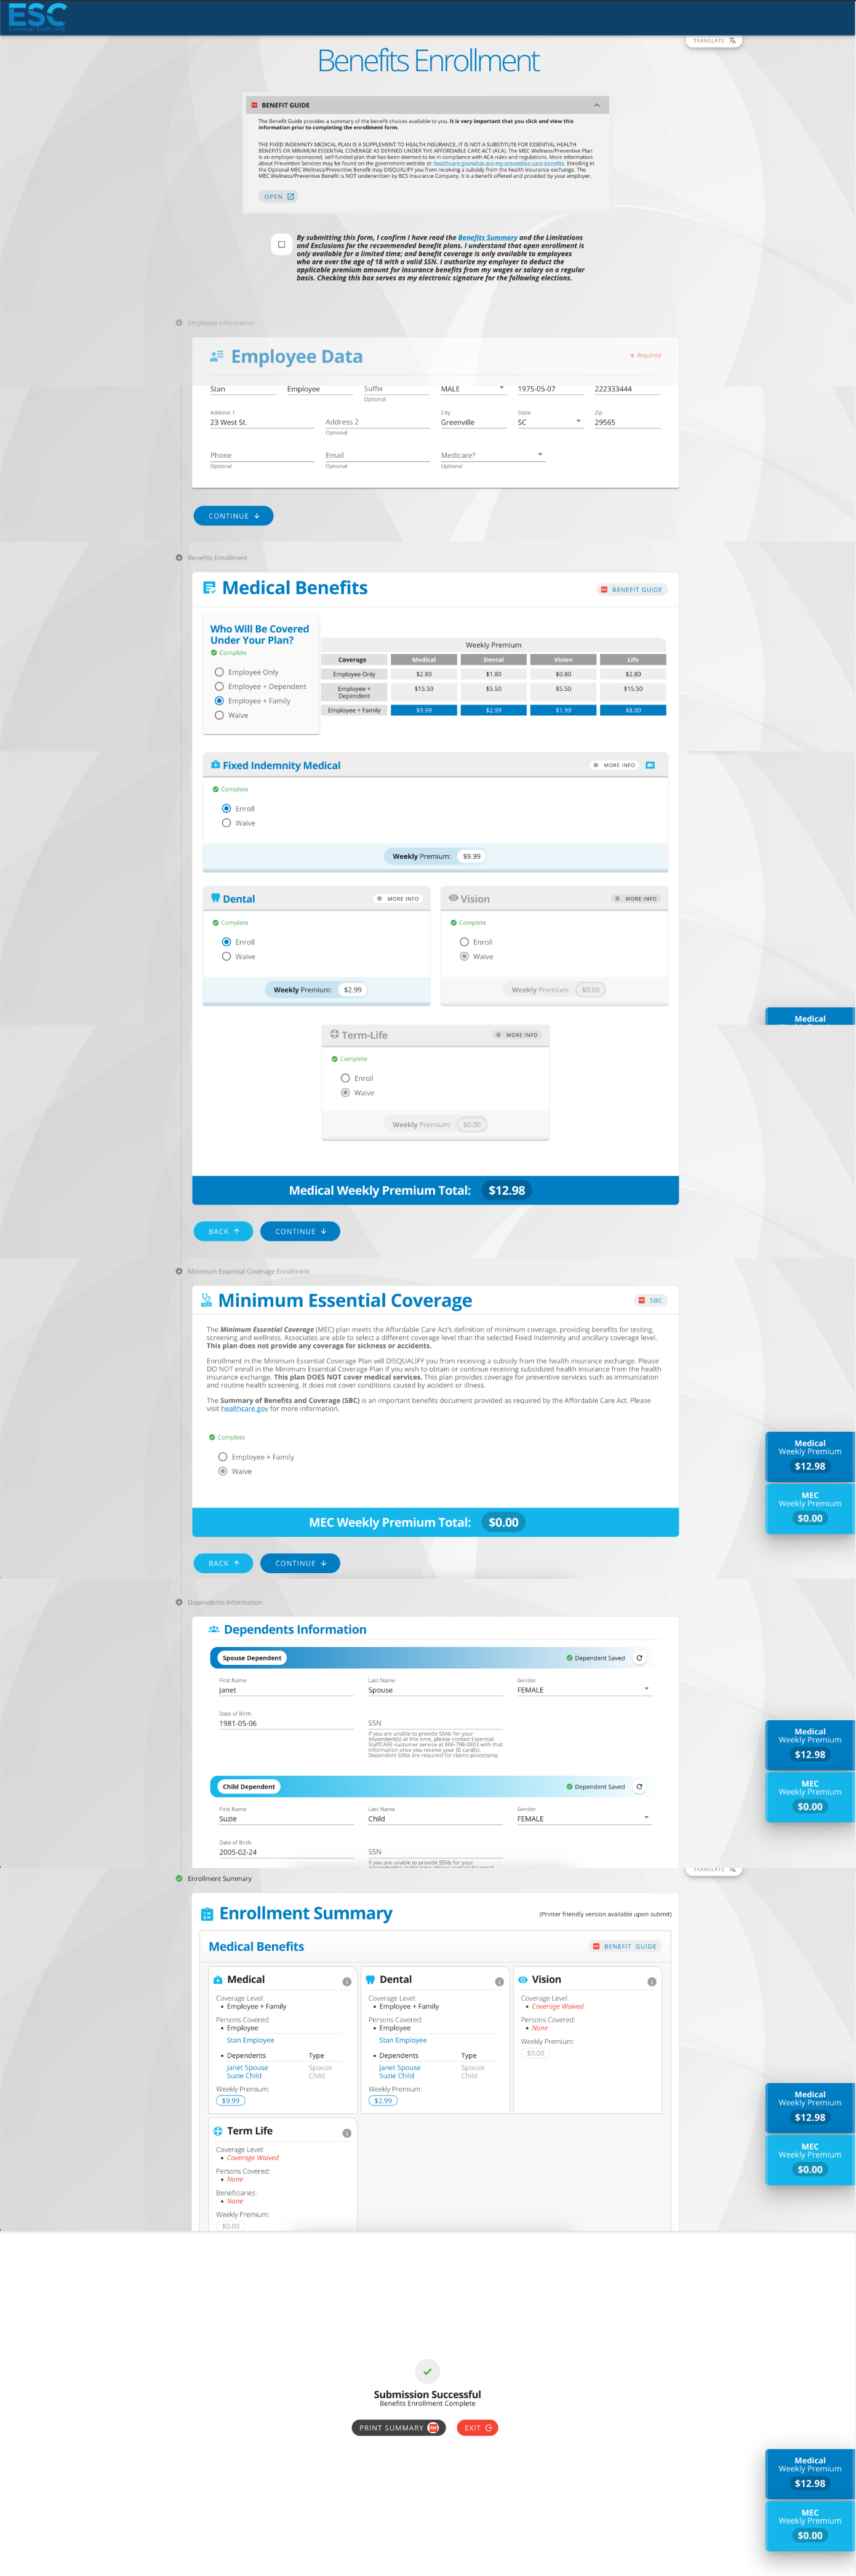 ESC
Essential StaffCARE
TRANSLATE
Benefits Enrollment
BENEFIT GUIDE
The Benefit Guide provides a summary of the benefit choices available to you. It is very important that you click and view this
information prior to completing the enrollment form.
THE FIXED INDEMNITY MEDICAL PLAN IS A SUPPLEMENT TO HEALTH INSURANCE. IT IS NOT A SUBSTITUTE FOR ESSENTIAL HEALTH
BENEFITS OR MINIMUM ESSENTIAL COVERAGE AS DEFINED UNDER THE AFFORDABLE CARE ACT (ACA). The MEC Wellness/Preventive Plan
is an employer-sponsored, self-funded plan that has been deemed to be in compliance with ACA rules and regulations. More information
about Preventive Services may be found on the government website at: healthcare.gov/what-are-my-preventive-care-benefits. Enrolling in
the Optional MEC Wellness/Preventive Benefit may DISQUALIFY you from receiving a subsidy from the health insurance exchange. The
MEC Wellness/Preventive Benefit is NOT underwritten by BCS Insurance Company. It is a benefit offered and provided by your employer.
OPEN
By submitting this form, I confirm I have read the Benefits Summary and the Limitations
and Exclusions for the recommended benefit plans. I understand that open enrollment is
only available for a limited time; and benefit coverage is only available to employees
who are over the age of 18 with a valid SSN. I authorize my employer to deduct the
applicable premium amount for insurance benefits from my wages or salary on a regular
basis. Checking this box serves as my electronic signature for the following elections.
Employee Information
Employee Data
Required
Stan Employee Suffix MALE 1975-05-07 222333444
Optional
Address 1 City State Zip
23 West St. Address 2 Greenville SC 29565
Optional
Phone Email Medicare?
Optional Optional Optional
CONTINUE
Benefits Enrollment
Medical Benefits
BENEFIT GUIDE
Who Will Be Covered
Under Your Plan?
Complete
Employee Only
Employee + Dependent
Employee + Family
Waive
Weekly Premium
Coverage Medical Dental Vision Life
Employee Only $2.80 $1.80 $0.80 $2.80
Employee + $15.50 $5.50 $5.50 $15.50
Dependent
Employee + Family $9.99 $2.99 $1.99 $8.00
Fixed Indemnity Medical
MORE INFO
Complete
Enroll
Waive
Weekly Premium: $9.99
Dental
MORE INFO
Complete
Enroll
Waive
Weekly Premium: $2.99
Vision
MORE INFO
Complete
Enroll
Waive
Weekly Premium: $0.00
Medical
Term-Life
MORE INFO
Complete
Enroll
Waive
Weekly Premium: $0.00
Medical Weekly Premium Total: $12.98
BACK CONTINUE
Minimum Essential Coverage Enrollment
Minimum Essential Coverage
SBC
The Minimum Essential Coverage (MEC) plan meets the Affordable Care Act's definition of minimum coverage, providing benefits for testing,
screening and wellness. Associates are able to select a different coverage level than the selected Fixed Indemnity and ancillary coverage level.
This plan does not provide any coverage for sickness or accidents.
Enrollment in the Minimum Essential Coverage Plan will DISQUALIFY you from receiving a subsidy from the health insurance exchange. Please
DO NOT enroll in the Minimum Essential Coverage Plan if you wish to obtain or continue receiving subsidized health insurance from the health
insurance exchange. This plan DOES NOT cover medical services. This plan provides coverage for preventive services such as immunization
and routine health screening. It does not cover conditions caused by accident or illness.
The Summary of Benefits and Coverage (SBC) is an important benefits document provided as required by the Affordable Care Act. Please
visit healthcare.gov for more information.
Complete
Employee + Family
Waive
Medical
Weekly Premium
$12.98
MEC
Weekly Premium
$0.00
MEC Weekly Premium Total: $0.00
BACK CONTINUE
Dependents Information
Dependents Information
Spouse Dependent
Dependent Saved
First Name Last Name Gender
Janet Spouse FEMALE
Date of Birth
1981-05-06 SSN
If you are unable to provide SSNs for your
dependent(s) at this time, please contact Essential
StaffCARE customer service at 866-798-0803 with that
information once you receive your ID card(s).
Dependent SSNs are required for claims processing.
Medical
Weekly Premium
$12.98
MEC
Weekly Premium
$0.00
Child Dependent
Dependent Saved
First Name Last Name Gender
Suzie Child FEMALE
Date of Birth
2005-02-24 SSN
If you are unable to provide SSNs for your
TRANSLATE
Enrollment Summary
Enrollment Summary
(Printer friendly version available upon submit)
Medical Benefits
BENEFIT GUIDE
Medical
Coverage Level:
Employee + Family
Persons Covered:
Employee
Stan Employee
Dependents Type
Janet Spouse Spouse
Suzie Child Child
Weekly Premium:
$9.99
Dental
Coverage Level:
Employee + Family
Persons Covered:
Employee
Stan Employee
Dependents Type
Janet Spouse Spouse
Suzie Child Child
Weekly Premium:
$2.99
Vision
Coverage Level:
Coverage Waived
Persons Covered:
None
Weekly Premium:
$0.00
Medical
Weekly Premium
$12.98
MEC
Weekly Premium
$0.00
Term Life
Coverage Level:
Coverage Waived
Persons Covered:
None
Beneficiaries:
None
Weekly Premium:
$0.00
Submission Successful
Benefits Enrollment Complete
PRINT SUMMARY
EXIT
Medical
Weekly Premium
$12.98
MEC
Weekly Premium
$0.00